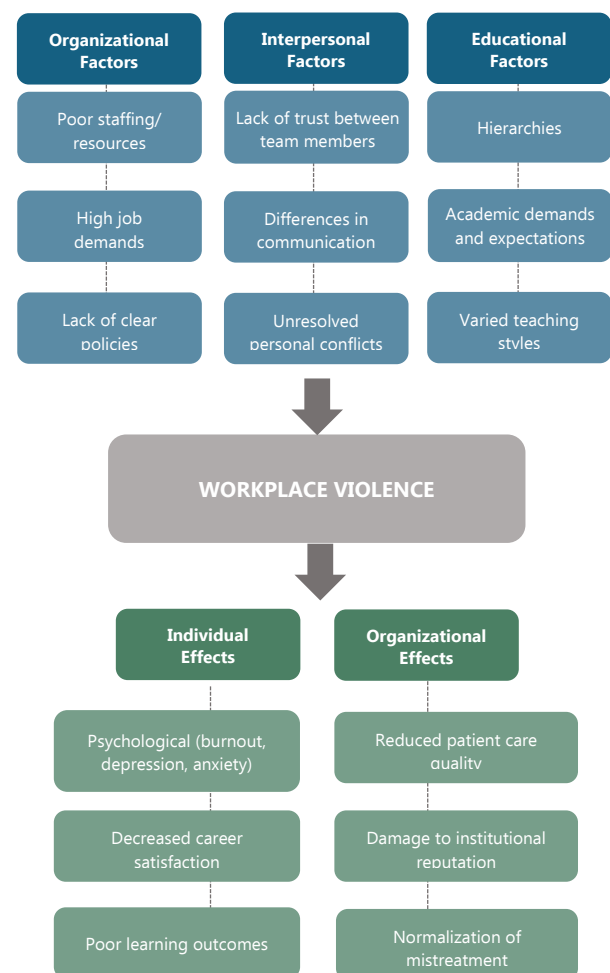 Organizational
Factors
Interpersonal
Factors
Educational
Factors
Poor staffing/
resources
Lack of trust between
team members
Hierarchies
High job
demands
Differences in
communication
Academic demands
and expectations
Lack of clear
policies
Unresolved
personal conflicts
Varied teaching
styles
WORKPLACE VIOLENCE
Individual
Effects
Organizational
Effects
Psychological (burnout,
depression, anxiety)
Reduced patient care
quality
Decreased career
satisfaction
Damage to institutional
reputation
Poor learning outcomes
Normalization of
mistreatment